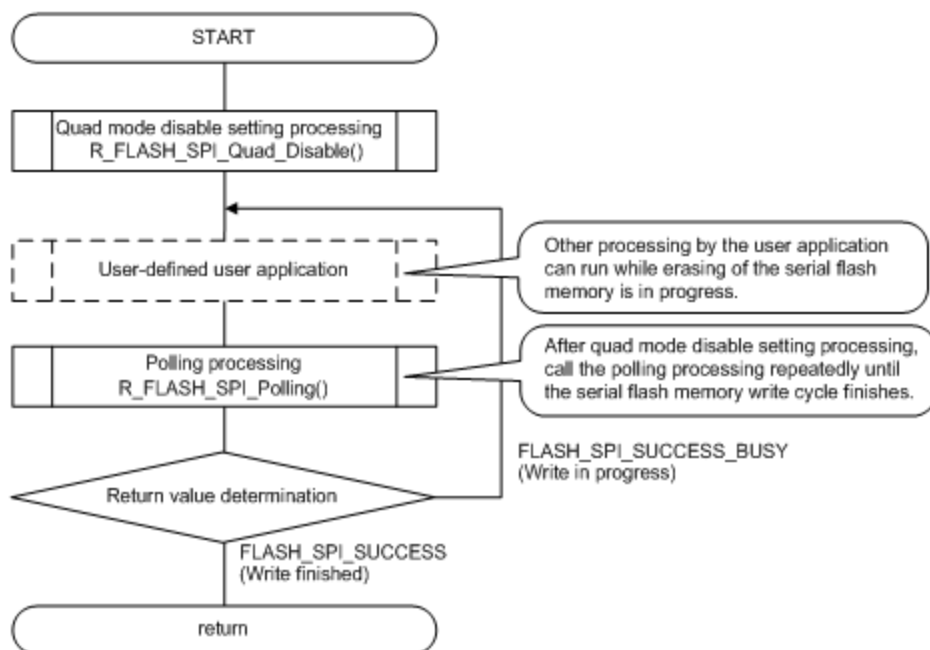 START
Quad mode disable setting processing
R_FLASH_SPI_Quad_Disable()
User-defined user application
Other processing by the user application
can run while erasing of the serial flash
memory is in progress.
Polling processing
R_FLASH_SPI_Polling()
After quad mode disable setting processing,
call the polling processing repeatedly until
the serial flash memory write cycle finishes.
FLASH_SPI_SUCCESS_BUSY
(Write in progress)
Return value determination
FLASH_SPI_SUCCESS
(Write finished)
return